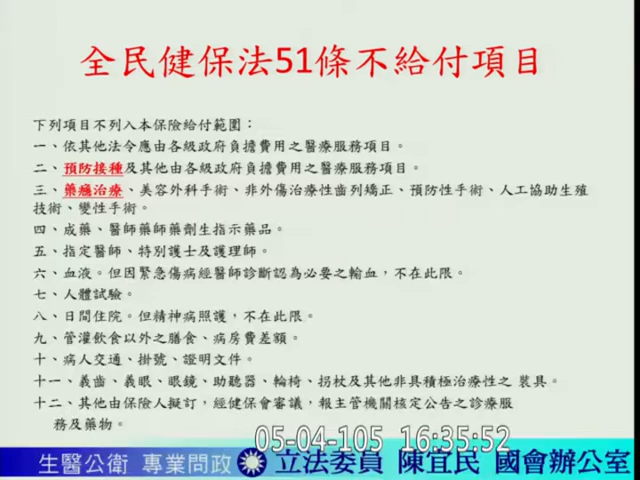 全民健保法51條不給付項目
下列項目不列入本保險給付範圍：
一、依其他法令應由各級政府負擔費用之醫療服務項目。
二、預防接種及其他由各級政府負擔費用之醫療服務項目。
三、藥癮治療、美容外科手術、非外傷治療性齒列矯正、預防性手術、人工協助生殖
技術、變性手術。
四、成藥、醫師藥師藥劑生指示藥品。
五、指定醫師、特別護士及護理師。
六、血液。但因緊急傷病經醫師診斷認為必要之輸血，不在此限。
七、人體試驗。
八、日間住院。但精神病照護，不在此限。
九、管灌飲食以外之膳食、病房費差額。
十、病人交通、掛號、證明文件。
十一、義齒、義眼、眼鏡、助聽器、輪椅、拐杖及其他非具積極治療性之 裝具。
十二、其他由保險人擬訂，經健保會審議，報主管機關核定公告之診療服
務及藥物。
05-04-105 16:35:52
生醫公衛 專業問政 立法委員 陳宜民 國會辦公室